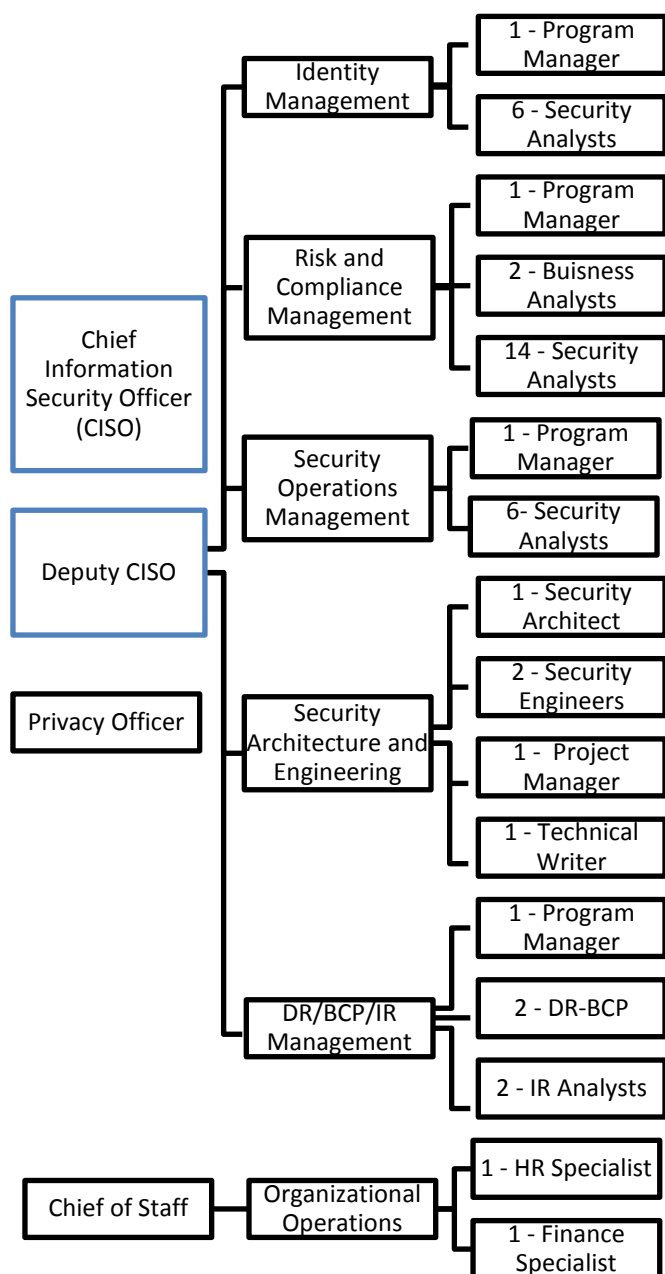 Chief
Information
Security Officer
(CISO)
Deputy CISO
Privacy Officer
Identity
Management
1 - Program
Manager
6 - Security
Analysts
Risk and
Compliance
Management
1 - Program
Manager
2 - Buisness
Analysts
14 - Security
Analysts
Security
Operations
Management
1 - Program
Manager
6- Security
Analysts
Security
Architecture and
Engineering
1 - Security
Architect
2 - Security
Engineers
1 -  Project
Manager
1 - Technical
Writer
DR/BCP/IR
Management
1 - Program
Manager
2 - DR-BCP
2 - IR Analysts
Chief of Staff
Organizational
Operations
1 - HR Specialist
1 - Finance
Specialist